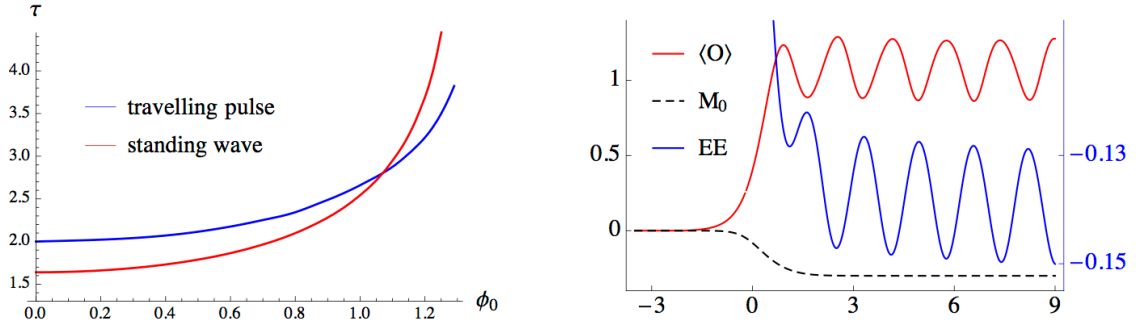 τ
4.0
3.5
3.0
2.5
2.0
1.5
travelling pulse
standing wave
0.0 0.2 0.4 0.6 0.8 1.0 1.2 ϕ₀
1
0.5
0
⟨O⟩
M₀
EE
−0.13
−0.15
−3 0 3 6 9